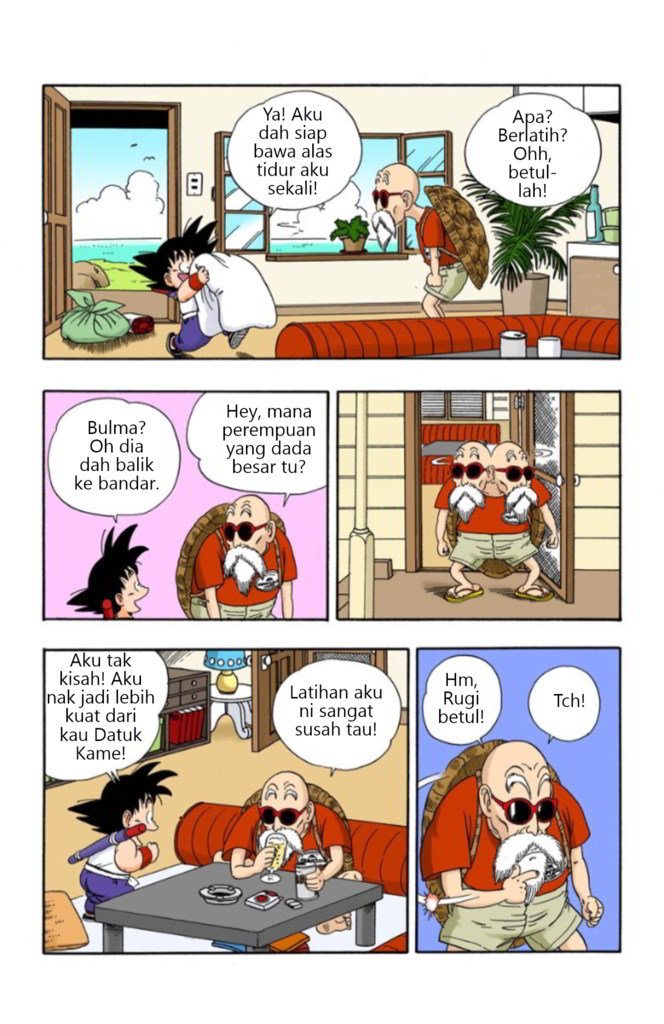 Apa?
Berlatih?
Ohh,
betul-
lah!
Ya! Aku
dah siap
bawa alas
tidur aku
sekali!
Hey, mana
perempuan
yang dada
besar tu?
Bulma?
Oh dia
dah balik
ke bandar.
Tch!
Hm,
Rugi
betul!
Latihan aku
ni sangat
susah tau!
Aku tak
kisah! Aku
nak jadi lebih
kuat dari
kau Datuk
Kame!